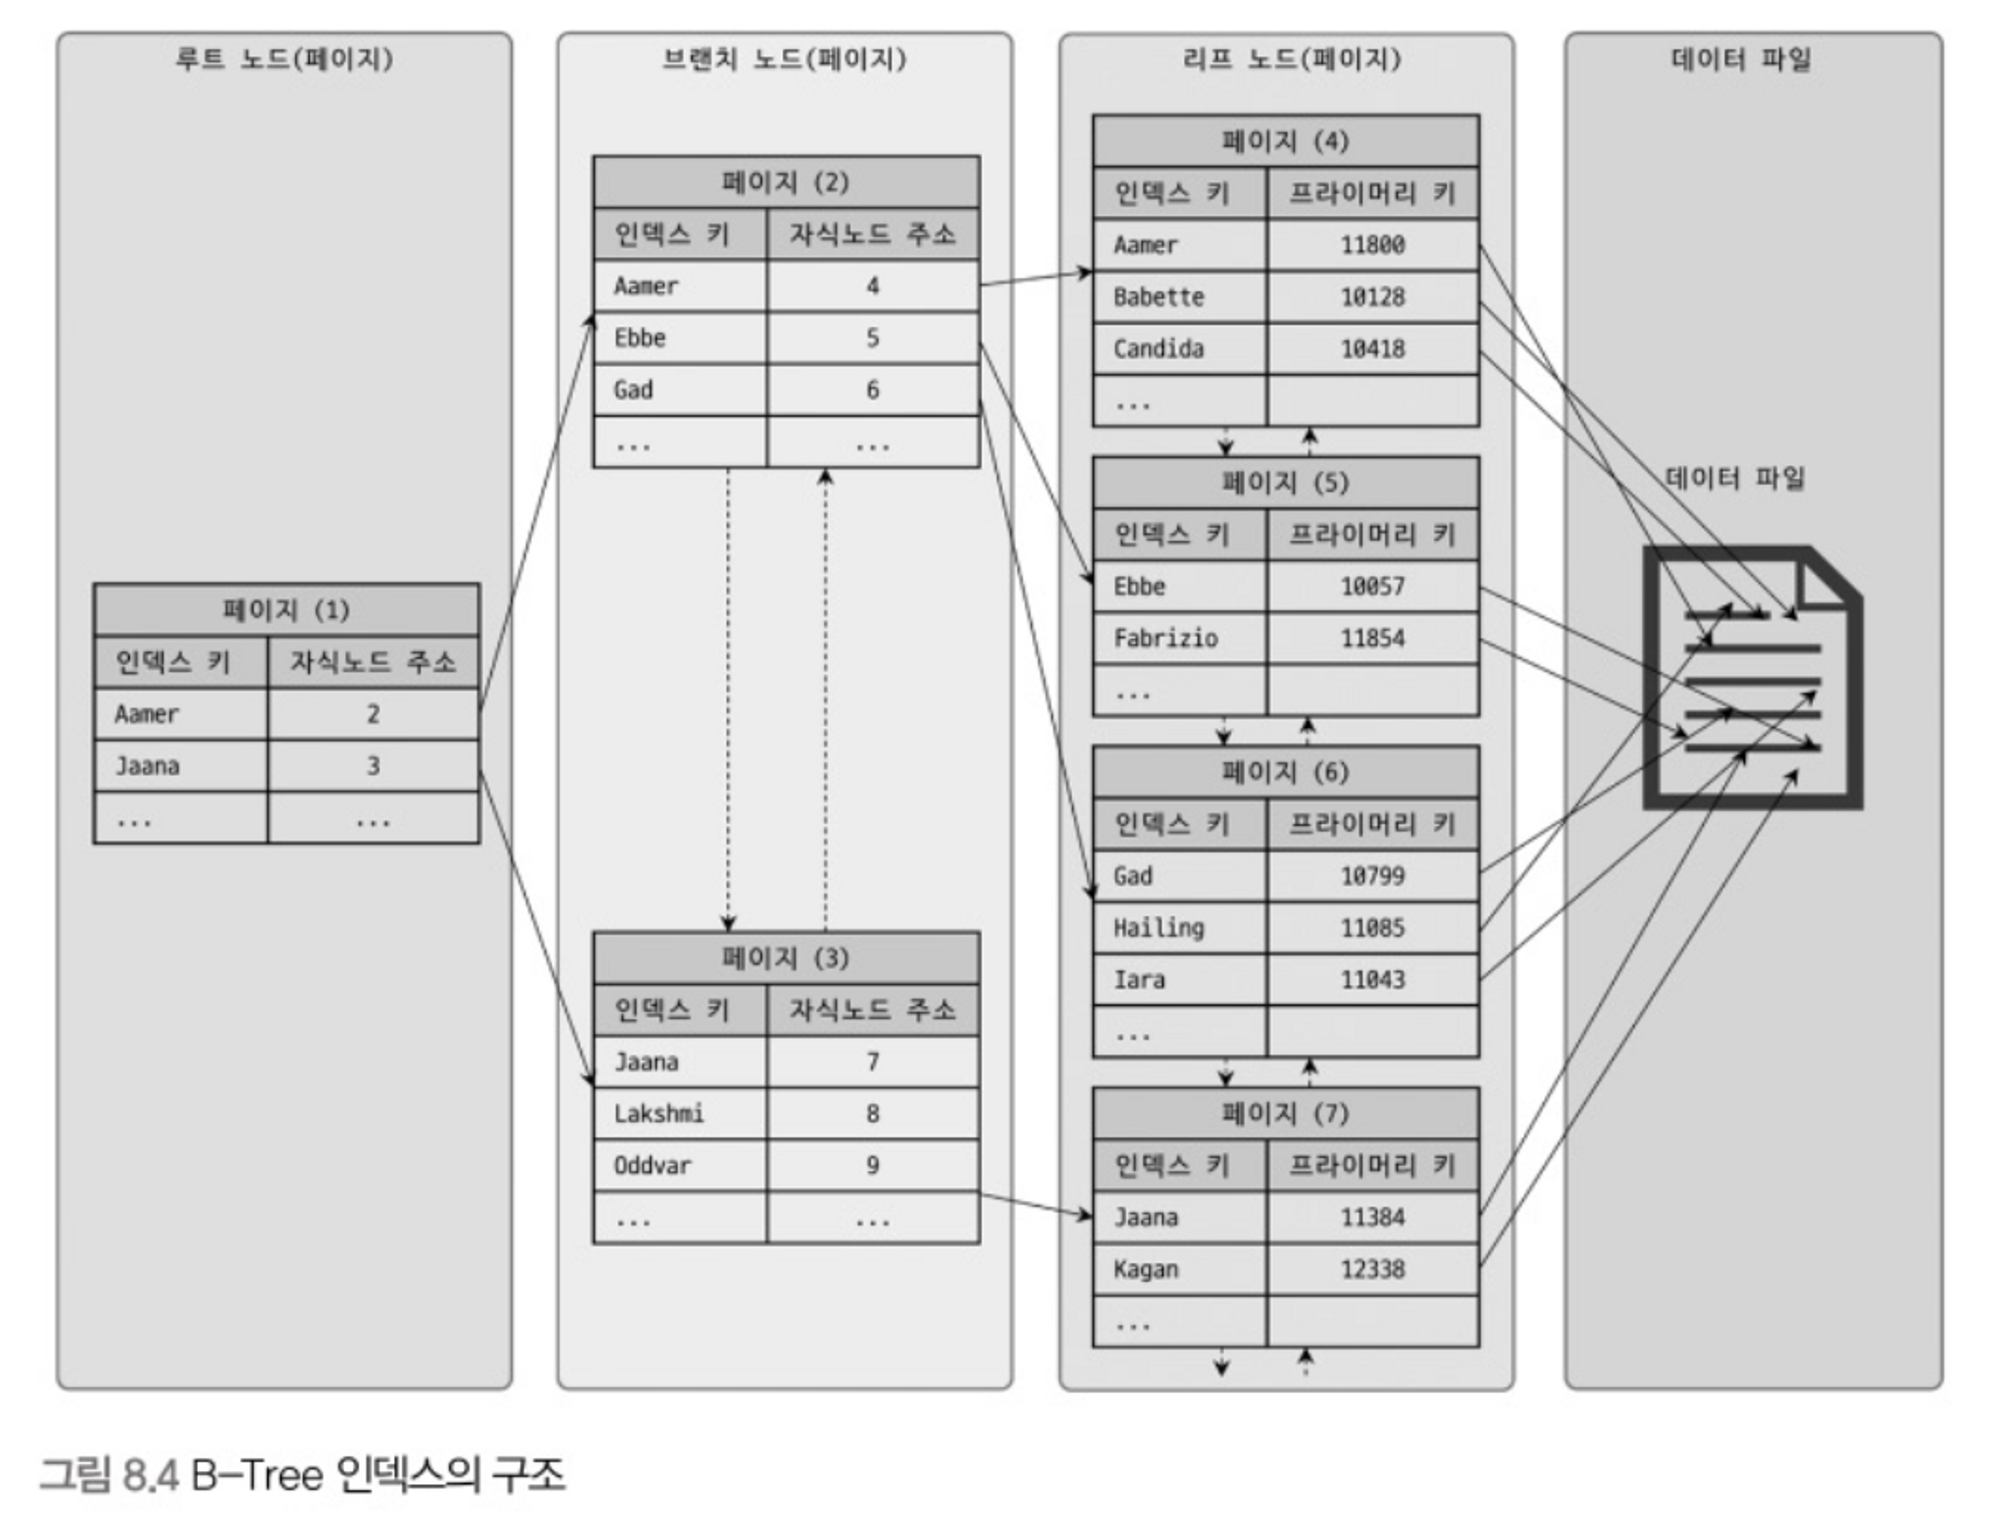 루트 노드(페이지)
페이지 (1)
인덱스 키 자식노드 주소
Aamer 2
Jaana 3
... ...
브랜치 노드(페이지)
페이지 (2)
인덱스 키 자식노드 주소
Aamer 4
Ebbe 5
Gad 6
... ...
페이지 (3)
인덱스 키 자식노드 주소
Jaana 7
Lakshmi 8
Oddvar 9
... ...
리프 노드(페이지)
페이지 (4)
인덱스 키 프라이머리 키
Aamer 11800
Babette 10128
Candida 10418
...
페이지 (5)
인덱스 키 프라이머리 키
Ebbe 10057
Fabrizio 11854
...
페이지 (6)
인덱스 키 프라이머리 키
Gad 10799
Hailing 11085
Iara 11043
...
페이지 (7)
인덱스 키 프라이머리 키
Jaana 11384
Kagan 12338
...
데이터 파일
데이터 파일
그림 8.4 B-Tree 인덱스의 구조